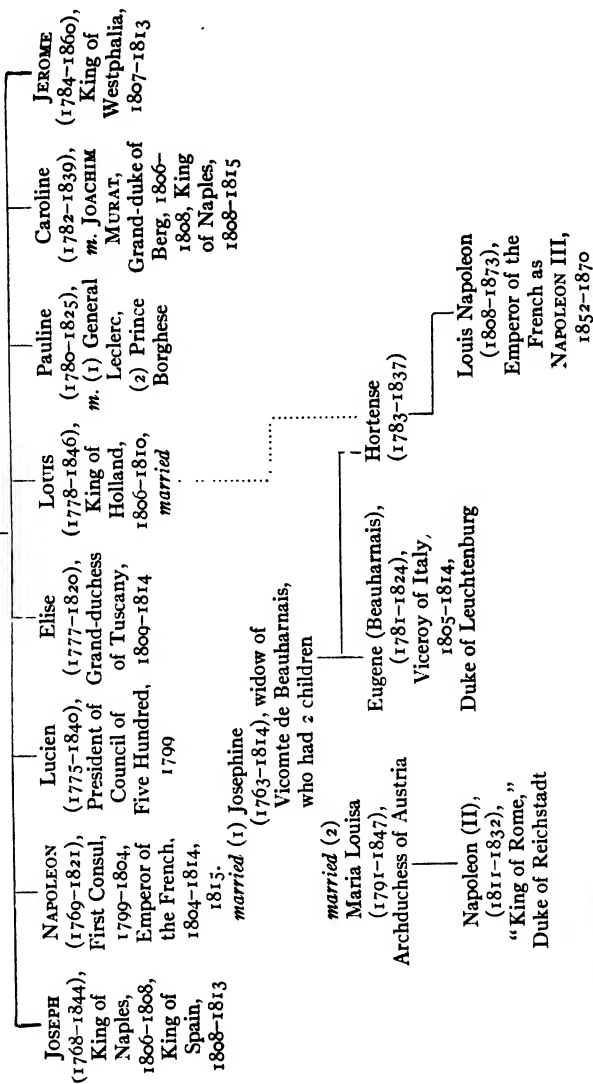 JOSEPH
(1768–1844),
King of
Naples,
1806–1808,
King of
Spain,
1808–1813
NAPOLEON
(1769–1821),
First Consul,
1799–1804,
Emperor of
the French,
1804–1814,
1815.
married (1) Josephine
(1763–1814), widow of
Vicomte de Beauharnais,
who had 2 children
married (2)
Maria Louisa
(1791–1847),
Archduchess of Austria
Napoleon (II),
(1811–1832),
"King of Rome,"
Duke of Reichstadt
Eugene (Beauharnais),
(1781–1824),
Viceroy of Italy,
1805–1814,
Duke of Leuchtenburg
Hortense
(1783–1837)
Louis Napoleon
(1808–1873),
Emperor of the
French as
NAPOLEON III,
1852–1870
Lucien
(1775–1840),
President of
Council of
Five Hundred,
1799
Elise
(1777–1820),
Grand-duchess
of Tuscany,
1809–1814
LOUIS
(1778–1846),
King of
Holland,
1806–1810,
married
Pauline
(1780–1825),
m. (1) General
Leclerc,
(2) Prince
Borghese
Caroline
(1782–1839),
m. JOACHIM
MURAT,
Grand-duke of
Berg, 1806–
1808, King
of Naples,
1808–1815
JEROME
(1784–1860),
King of
Westphalia,
1807–1813